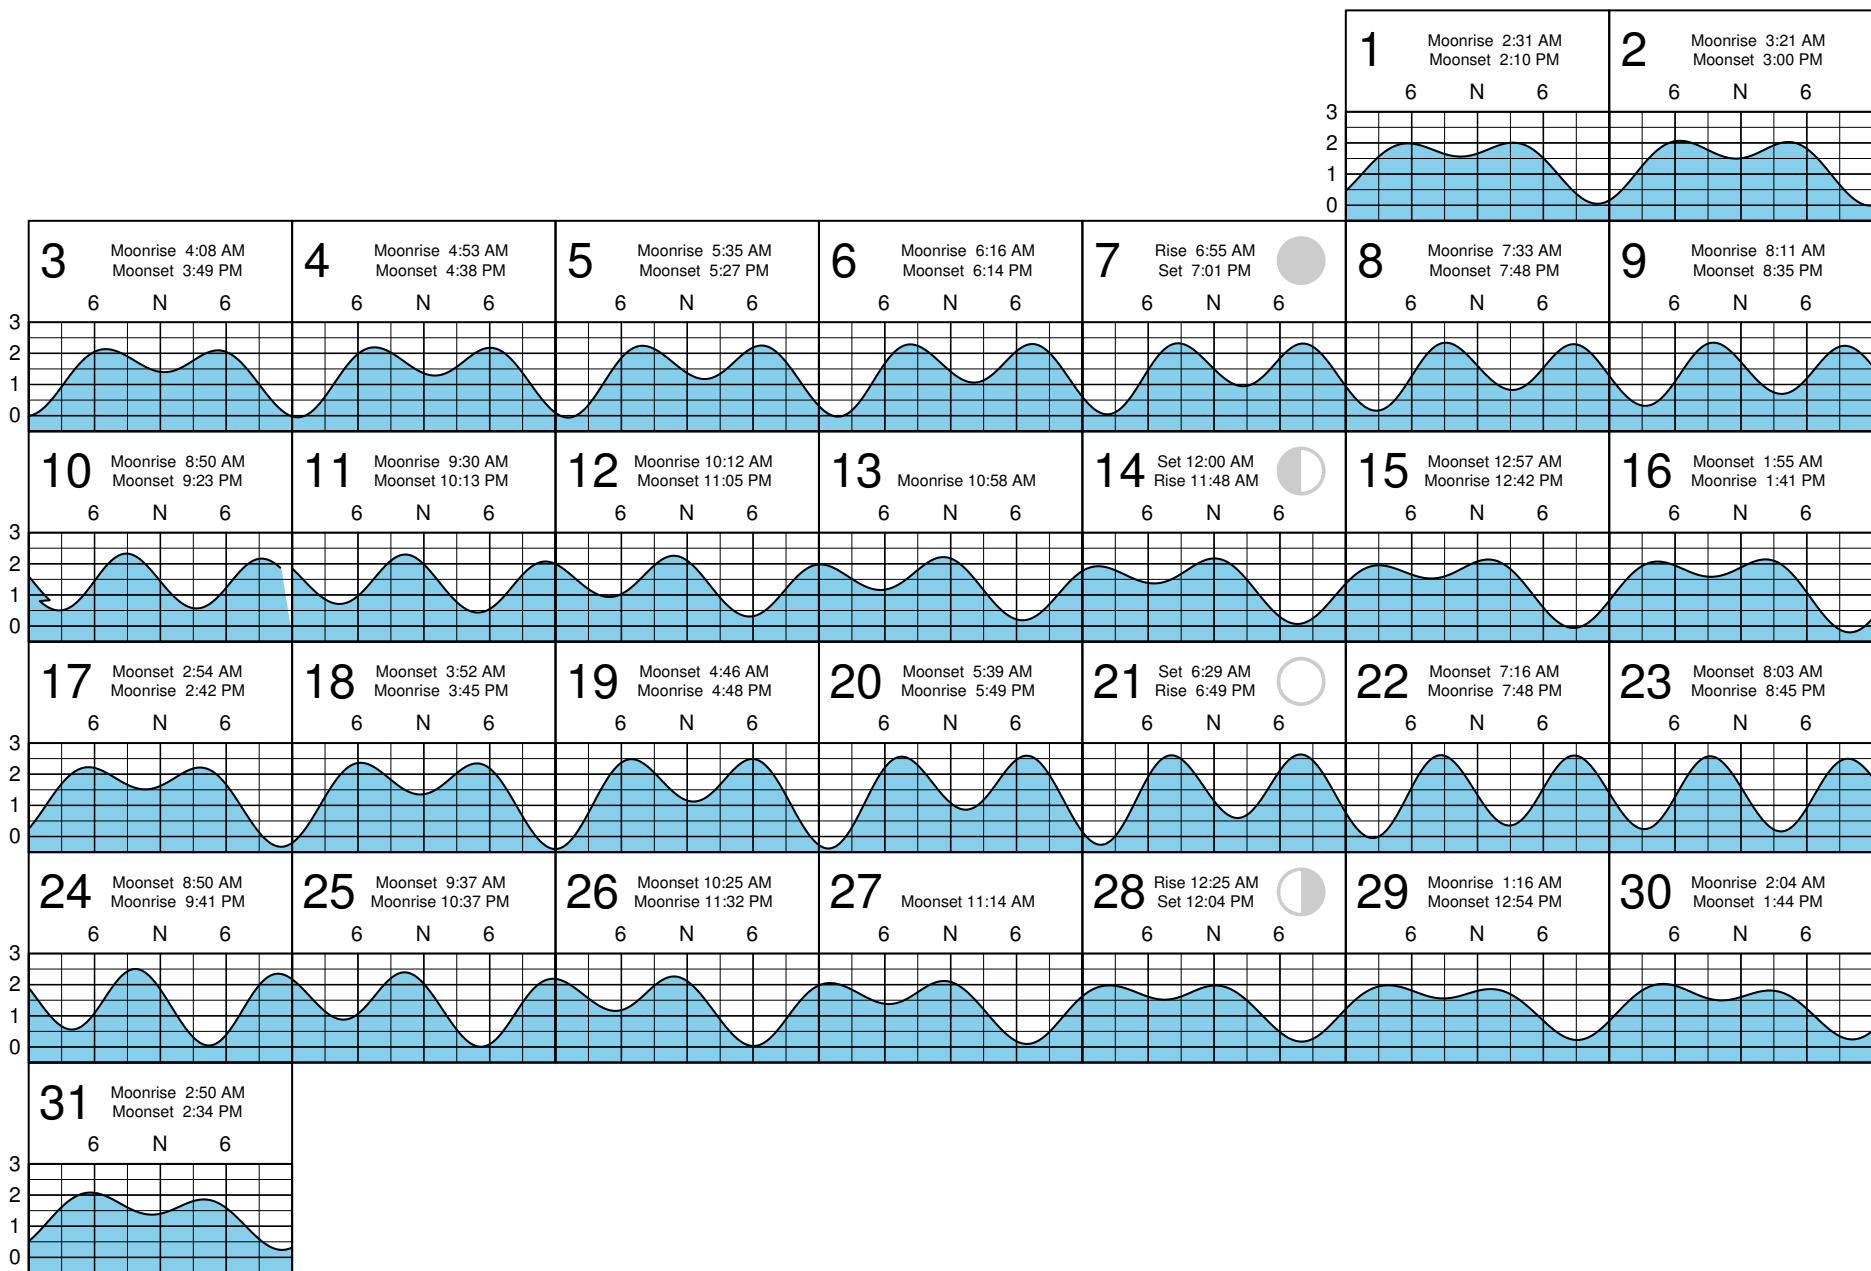 1 Moonrise 2:31 AM
Moonset 2:10 PM
2 Moonrise 3:21 AM
Moonset 3:00 PM
6 N 6 6 N 6
3
2
1
0
3 Moonrise 4:08 AM
Moonset 3:49 PM
4 Moonrise 4:53 AM
Moonset 4:38 PM
5 Moonrise 5:35 AM
Moonset 5:27 PM
6 Moonrise 6:16 AM
Moonset 6:14 PM
7 Rise 6:55 AM
Set 7:01 PM
8 Moonrise 7:33 AM
Moonset 7:48 PM
9 Moonrise 8:11 AM
Moonset 8:35 PM
6 N 6 6 N 6 6 N 6 6 N 6 6 N 6 6 N 6 6 N 6
3
2
1
0
10 Moonrise 8:50 AM
Moonset 9:23 PM
11 Moonrise 9:30 AM
Moonset 10:13 PM
12 Moonrise 10:12 AM
Moonset 11:05 PM
13 Moonrise 10:58 AM
14 Set 12:00 AM
Rise 11:48 AM
15 Moonset 12:57 AM
Moonrise 12:42 PM
16 Moonset 1:55 AM
Moonrise 1:41 PM
6 N 6 6 N 6 6 N 6 6 N 6 6 N 6 6 N 6 6 N 6
3
2
1
0
17 Moonset 2:54 AM
Moonrise 2:42 PM
18 Moonset 3:52 AM
Moonrise 3:45 PM
19 Moonset 4:46 AM
Moonrise 4:48 PM
20 Moonset 5:39 AM
Moonrise 5:49 PM
21 Set 6:29 AM
Rise 6:49 PM
22 Moonset 7:16 AM
Moonrise 7:48 PM
23 Moonset 8:03 AM
Moonrise 8:45 PM
6 N 6 6 N 6 6 N 6 6 N 6 6 N 6 6 N 6 6 N 6
3
2
1
0
24 Moonset 8:50 AM
Moonrise 9:41 PM
25 Moonset 9:37 AM
Moonrise 10:37 PM
26 Moonset 10:25 AM
Moonrise 11:32 PM
27 Moonset 11:14 AM
28 Rise 12:25 AM
Set 12:04 PM
29 Moonrise 1:16 AM
Moonset 12:54 PM
30 Moonrise 2:04 AM
Moonset 1:44 PM
6 N 6 6 N 6 6 N 6 6 N 6 6 N 6 6 N 6 6 N 6
3
2
1
0
31 Moonrise 2:50 AM
Moonset 2:34 PM
6 N 6
3
2
1
0